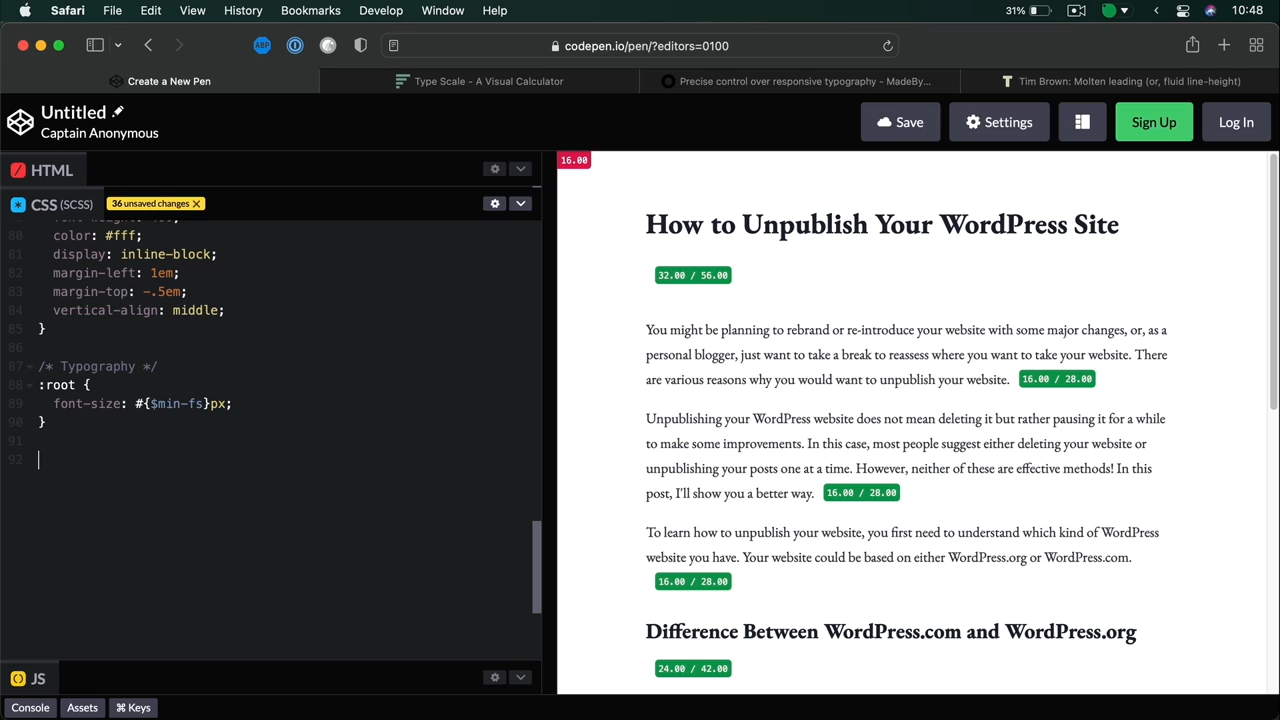 Safari File Edit View History Bookmarks Develop Window Help 31% 10:48
ABP codepen.io/pen/?editors=0100
Create a New Pen Type Scale - A Visual Calculator Precise control over responsive typography - MadeBy... Tim Brown: Molten leading (or, fluid line-height)
Untitled
Captain Anonymous
Save Settings Sign Up Log In
HTML
CSS (SCSS) 36 unsaved changes
80 color: #fff;
81 display: inline-block;
82 margin-left: 1em;
83 margin-top: -.5em;
84 vertical-align: middle;
85 }
86
87 /* Typography */
88 :root {
89 font-size: #{$min-fs}px;
90 }
91
92
JS
Console Assets ⌘ Keys
16.00
How to Unpublish Your WordPress Site
32.00 / 56.00
You might be planning to rebrand or re-introduce your website with some major changes, or, as a
personal blogger, just want to take a break to reassess where you want to take your website. There
are various reasons why you would want to unpublish your website. 16.00 / 28.00
Unpublishing your WordPress website does not mean deleting it but rather pausing it for a while
to make some improvements. In this case, most people suggest either deleting your website or
unpublishing your posts one at a time. However, neither of these are effective methods! In this
post, I'll show you a better way. 16.00 / 28.00
To learn how to unpublish your website, you first need to understand which kind of WordPress
website you have. Your website could be based on either WordPress.org or WordPress.com.
16.00 / 28.00
Difference Between WordPress.com and WordPress.org
24.00 / 42.00